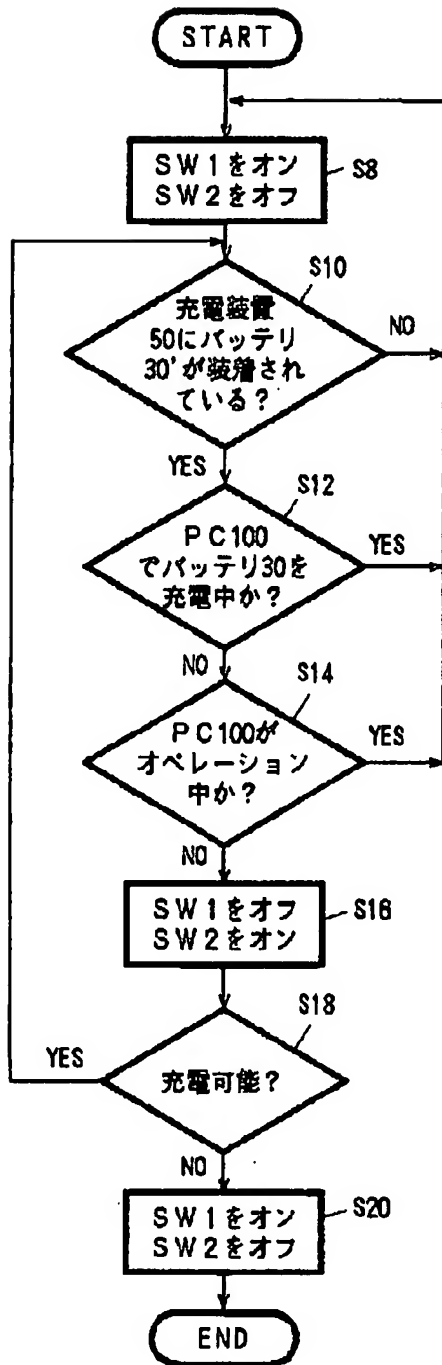 START
SW1をオン
SW2をオフ
S8
S10
充電装置
50にバッテリ
30'が装着され
ている?
NO
YES
S12
PC100
でバッテリ30を
充電中か?
YES
NO
S14
PC100が
オペレーション
中か?
YES
NO
SW1をオフ
SW2をオン
S16
S18
YES
充電可能?
NO
SW1をオン
SW2をオフ
S20
END